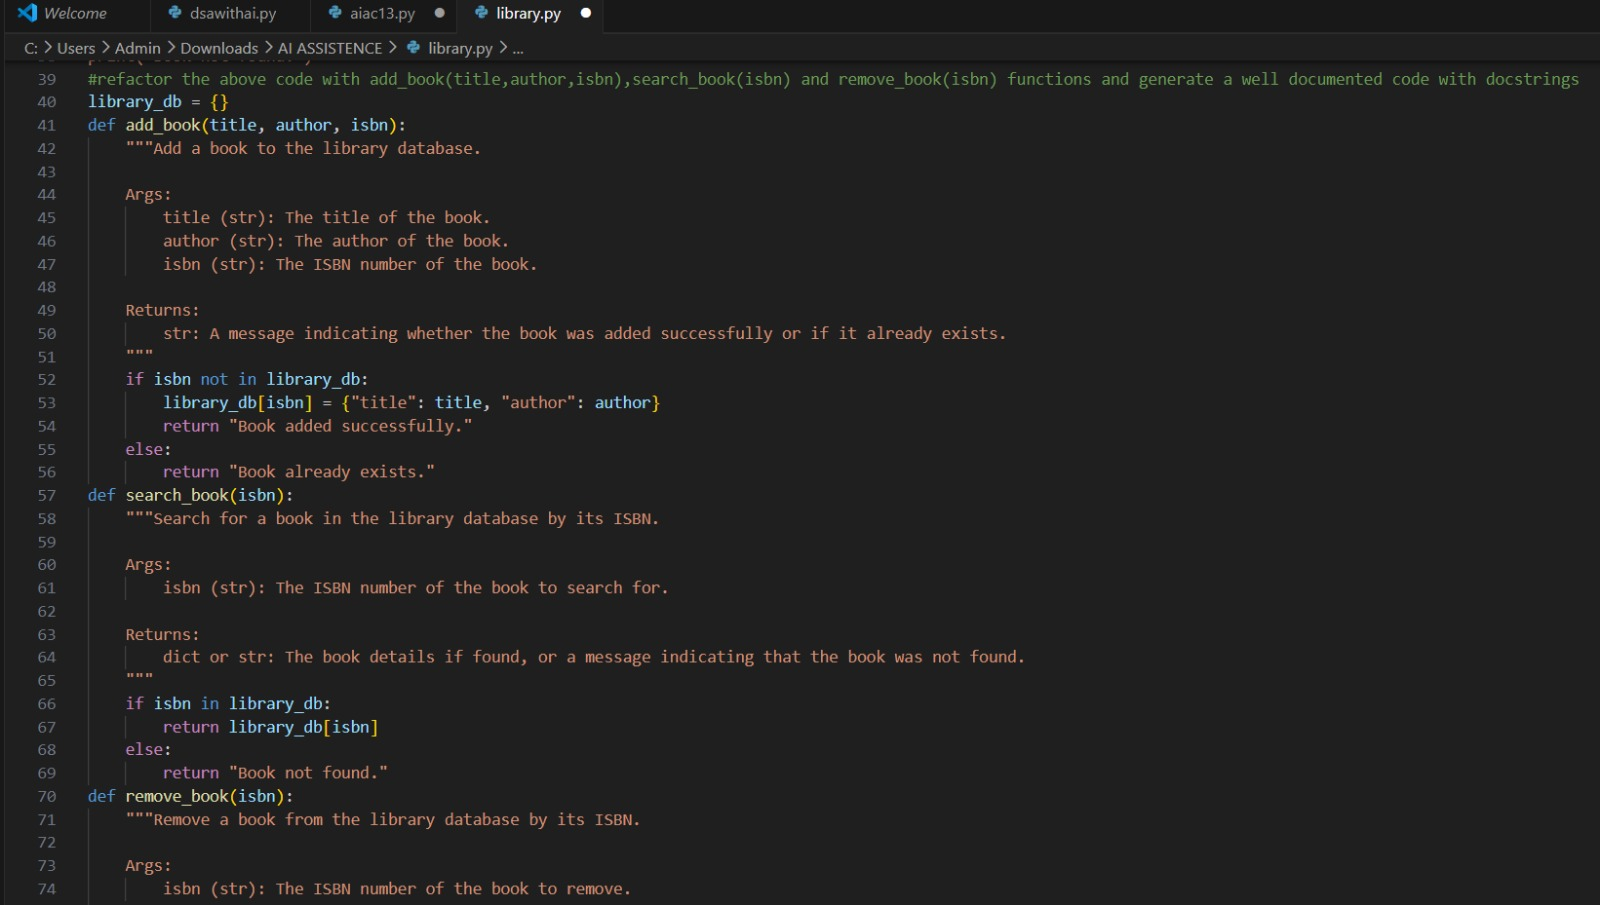 Welcome
dsawithai.py
aiac13.py
library.py
C: > Users > Admin > Downloads > AI ASSISTENCE > library.py > ...
39 #refactor the above code with add_book(title,author,isbn),search_book(isbn) and remove_book(isbn) functions and generate a well documented code with docstrings
40 library_db = {}
41 def add_book(title, author, isbn):
42     """Add a book to the library database.
43
44     Args:
45         title (str): The title of the book.
46         author (str): The author of the book.
47         isbn (str): The ISBN number of the book.
48
49     Returns:
50         str: A message indicating whether the book was added successfully or if it already exists.
51     """
52     if isbn not in library_db:
53         library_db[isbn] = {"title": title, "author": author}
54         return "Book added successfully."
55     else:
56         return "Book already exists."
57 def search_book(isbn):
58     """Search for a book in the library database by its ISBN.
59
60     Args:
61         isbn (str): The ISBN number of the book to search for.
62
63     Returns:
64         dict or str: The book details if found, or a message indicating that the book was not found.
65     """
66     if isbn in library_db:
67         return library_db[isbn]
68     else:
69         return "Book not found."
70 def remove_book(isbn):
71     """Remove a book from the library database by its ISBN.
72
73     Args:
74         isbn (str): The ISBN number of the book to remove.